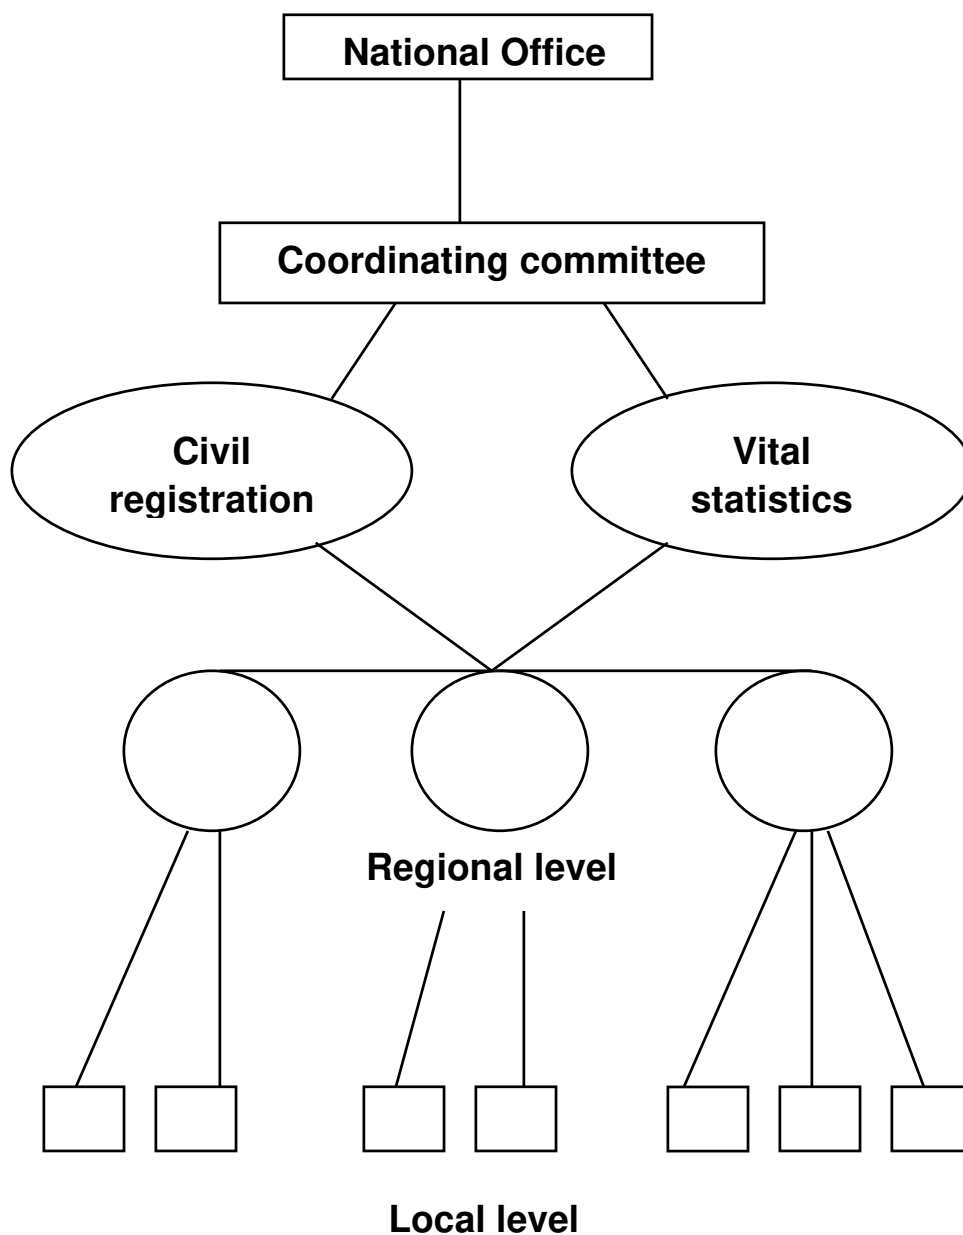 National Office
Coordinating committee
Civil
registration
Vital
statistics
Regional level
Local level